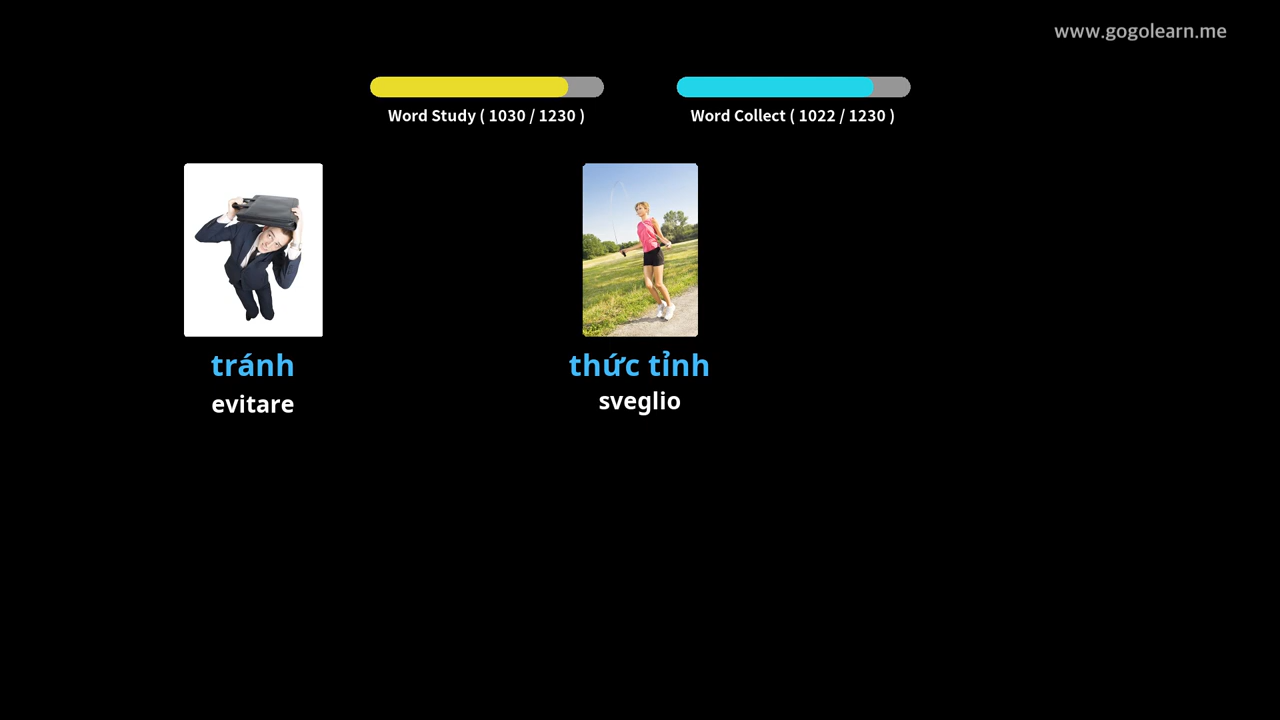 www.gogolearn.me
Word Study ( 1030 / 1230 )
Word Collect ( 1022 / 1230 )
tránh
evitare
thức tỉnh
sveglio